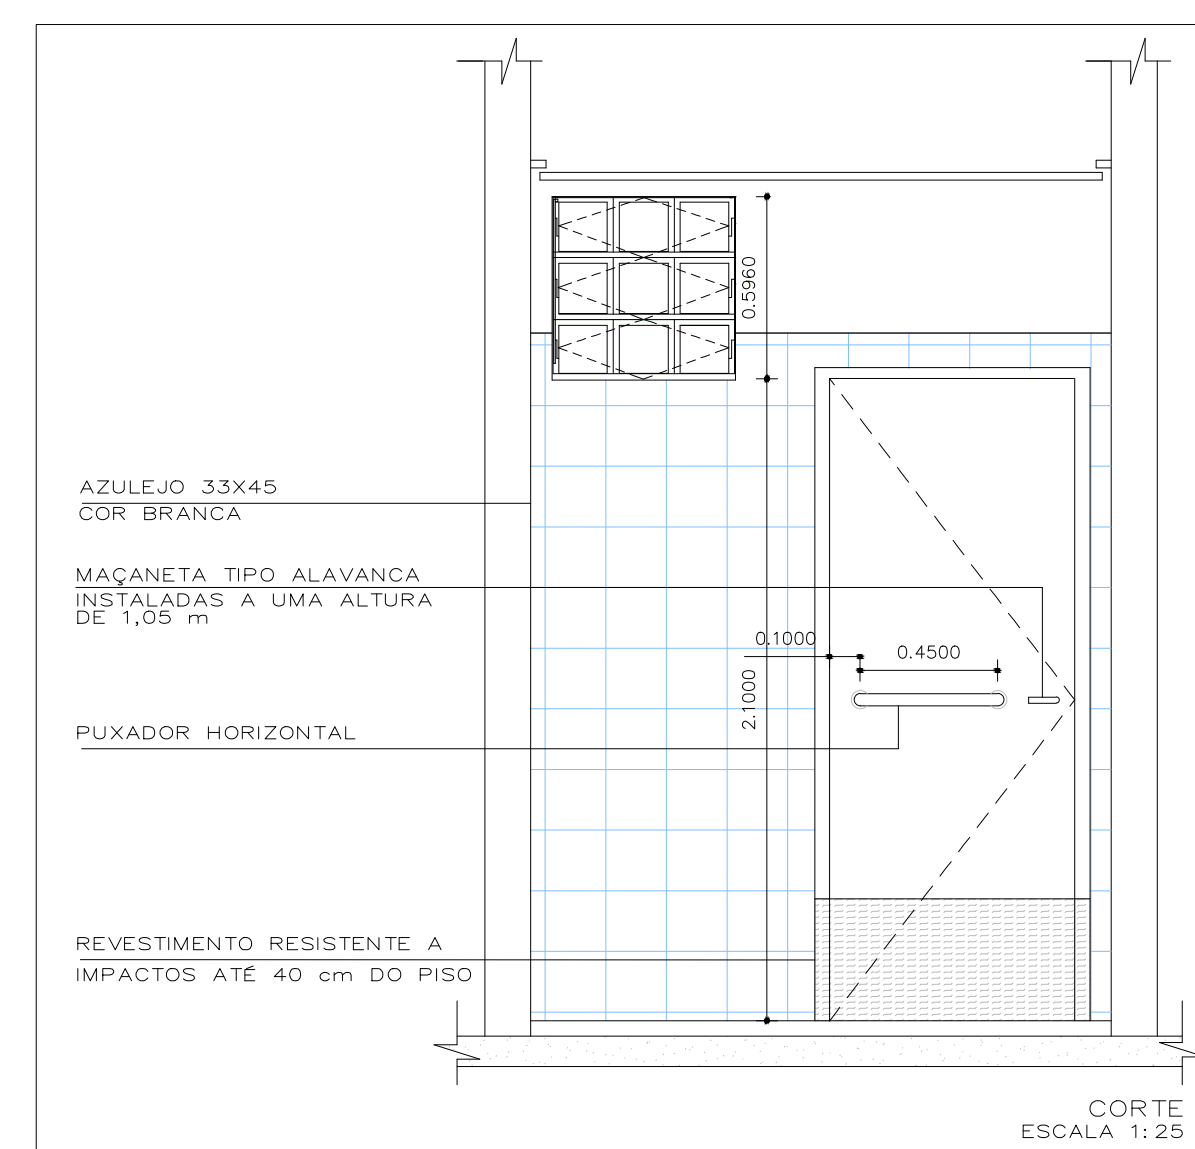 0.5960
AZULEJO 33X45
COR BRANCA
MAÇANETA TIPO ALAVANCA
INSTALADAS A UMA ALTURA
DE 1,05 m
0.1000
0.4500
2.1000
PUXADOR HORIZONTAL
REVESTIMENTO RESISTENTE A
IMPACTOS ATÉ 40 cm DO PISO
CORTE
ESCALA 1:25